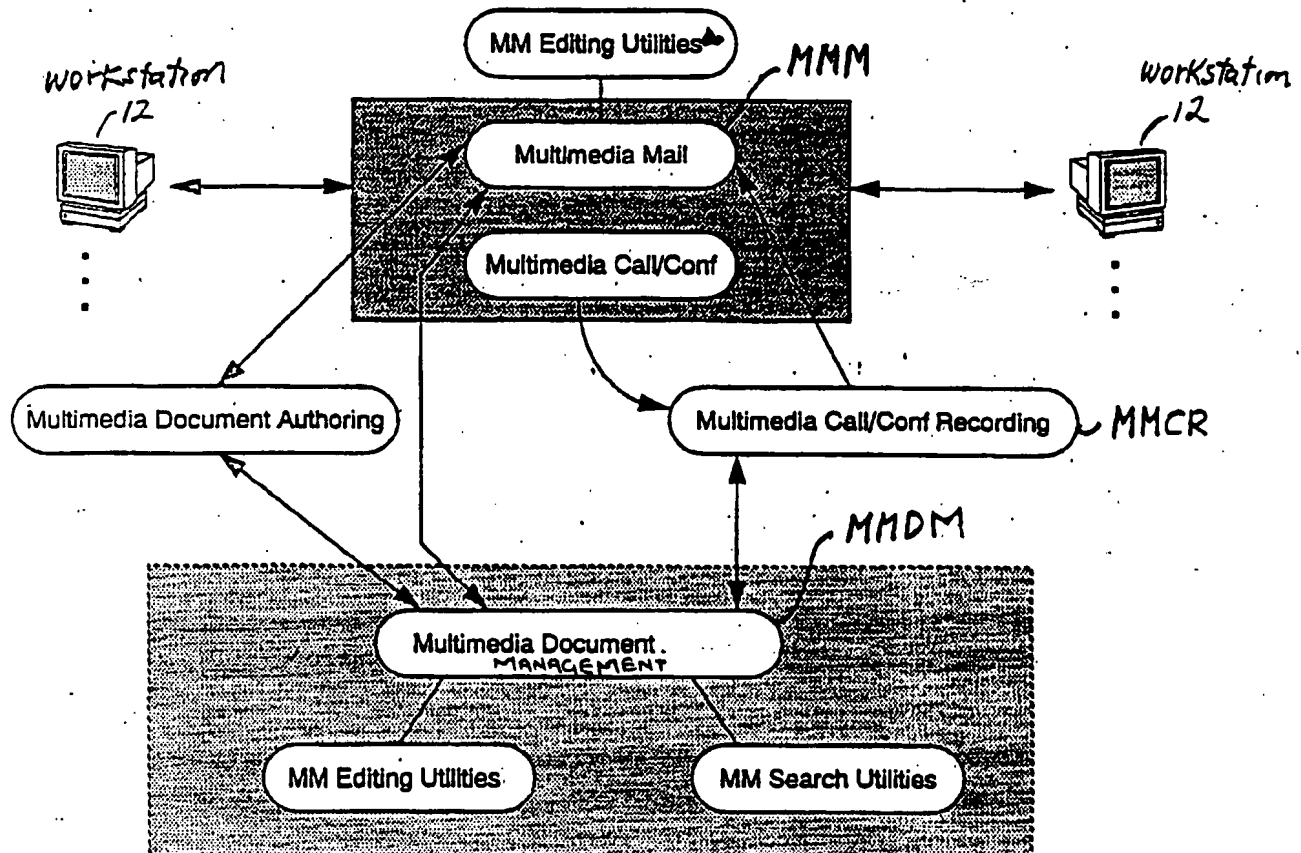 MM Editing Utilities
MMM
workstation
12
workstation
12
Multimedia Mail
Multimedia Call/Conf
Multimedia Document Authoring
Multimedia Call/Conf Recording
MMCR
MMDM
Multimedia Document
MANAGEMENT
MM Editing Utilities
MM Search Utilities